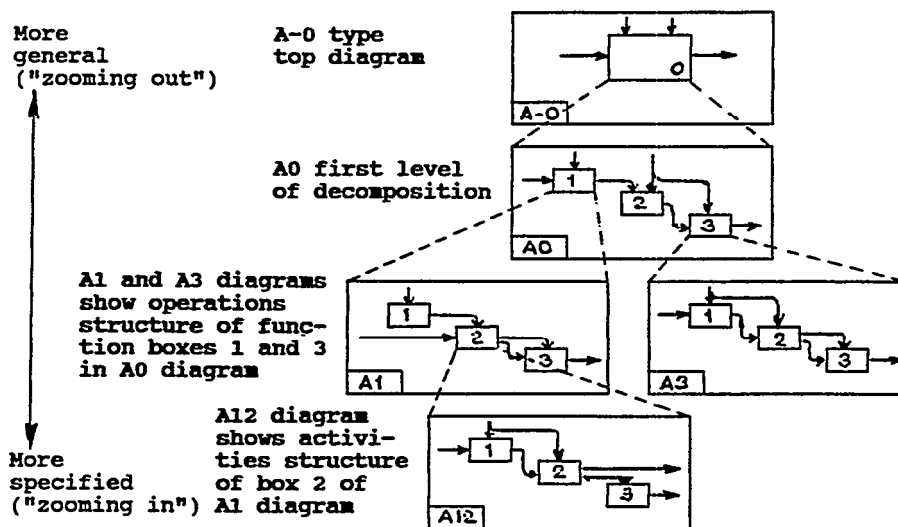 More
general
("zooming out")
A-0 type
top diagram
0
A-0
A0 first level
of decomposition
1
2
3
A0
A1 and A3 diagrams
show operations
structure of func-
tion boxes 1 and 3
in A0 diagram
1
2
3
A1
1
2
3
A3
A12 diagram
shows activi-
ties structure
of box 2 of
A1 diagram
1
2
3
A12
More
specified
("zooming in")